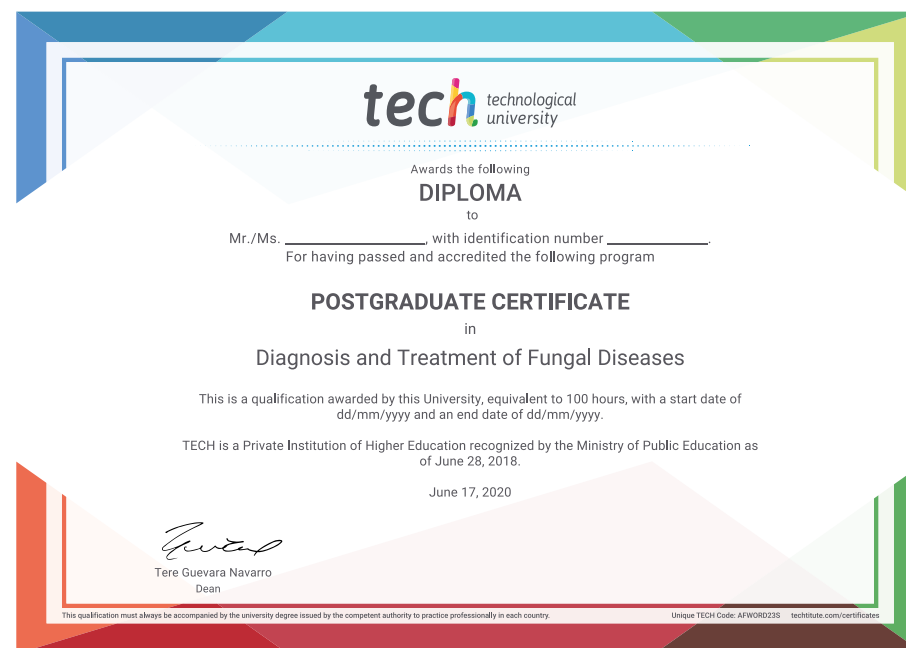 tech technological
university
Awards the following
DIPLOMA
to
Mr./Ms. ____________, with identification number ____________.
For having passed and accredited the following program
POSTGRADUATE CERTIFICATE
in
Diagnosis and Treatment of Fungal Diseases
This is a qualification awarded by this University, equivalent to 100 hours, with a start date of
dd/mm/yyyy and an end date of dd/mm/yyyy.
TECH is a Private Institution of Higher Education recognized by the Ministry of Public Education as
of June 28, 2018.
June 17, 2020
Tere Guevara Navarro
Dean
This qualification must always be accompanied by the university degree issued by the competent authority to practice professionally in each country.
Unique TECH Code: AFWORD23S techtitute.com/certificates